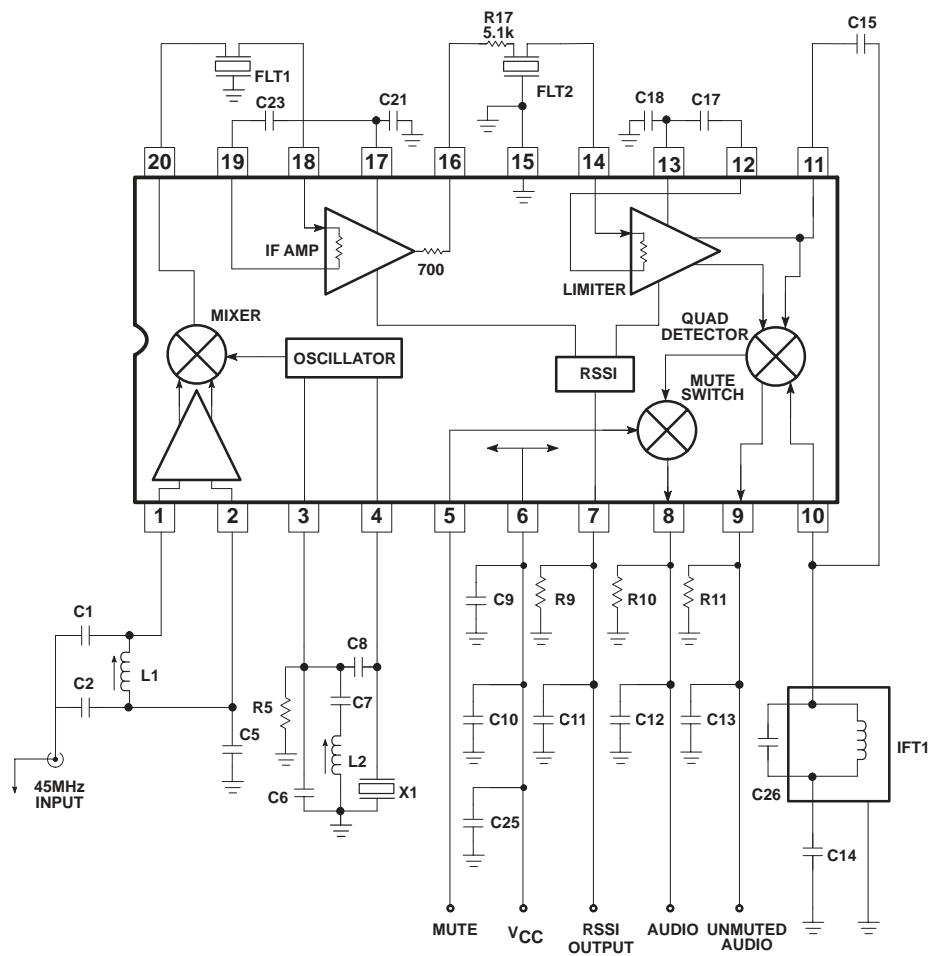 R17
5.1k
C15
FLT1
FLT2
C23
C21
C18
C17
20
19
18
17
16
15
14
13
12
11
IF AMP
700
LIMITER
MIXER
OSCILLATOR
RSSI
QUAD
DETECTOR
MUTE
SWITCH
1
2
3
4
5
6
7
8
9
10
C1
C2
L1
C5
45MHz
INPUT
R5
C8
C7
L2
C6
X1
C9
R9
R10
R11
C10
C11
C12
C13
C25
C26
IFT1
C14
MUTE
VCC
RSSI
OUTPUT
AUDIO
UNMUTED
AUDIO